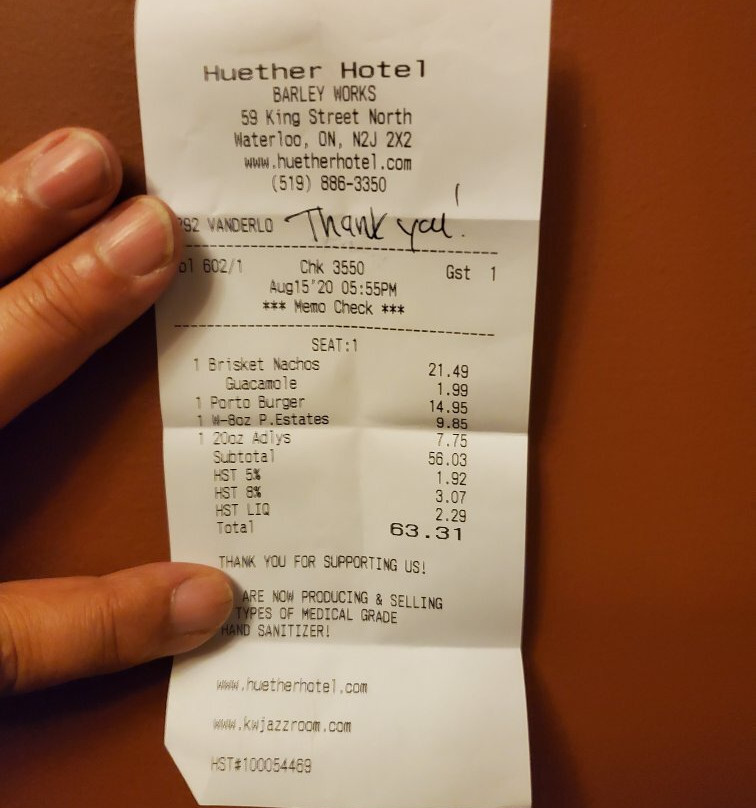 Huether Hotel
BARLEY WORKS
59 King Street North
Waterloo, ON, N2J 2X2
www.huetherhotel.com
(519) 886-3350
VANDERLO Thank you!
602/1 Chk 3550 Gst 1
Aug15'20 05:55PM
*** Memo Check ***
SEAT:1
1 Brisket Nachos 21.49
Guacamole 1.99
1 Porto Burger 14.95
1 W-8oz P.Estates 9.85
1 20oz Adlys 7.75
Subtotal 56.03
HST 5% 1.92
HST 8% 3.07
HST LIQ 2.29
Total 63.31
THANK YOU FOR SUPPORTING US!
ARE NOW PRODUCING & SELLING
TYPES OF MEDICAL GRADE
HAND SANITIZER!
www.huetherhotel.com
www.kwjazzroom.com
HST#100054469